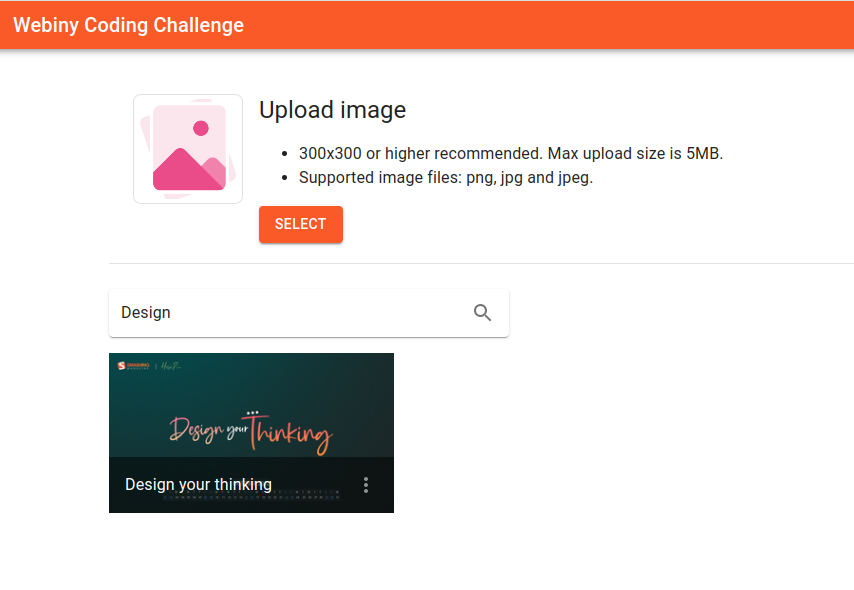 Webiny Coding Challenge
Upload image
300x300 or higher recommended. Max upload size is 5MB.
Supported image files: png, jpg and jpeg.
SELECT
Design
SMASHING
Design your Thinking
Design your thinking